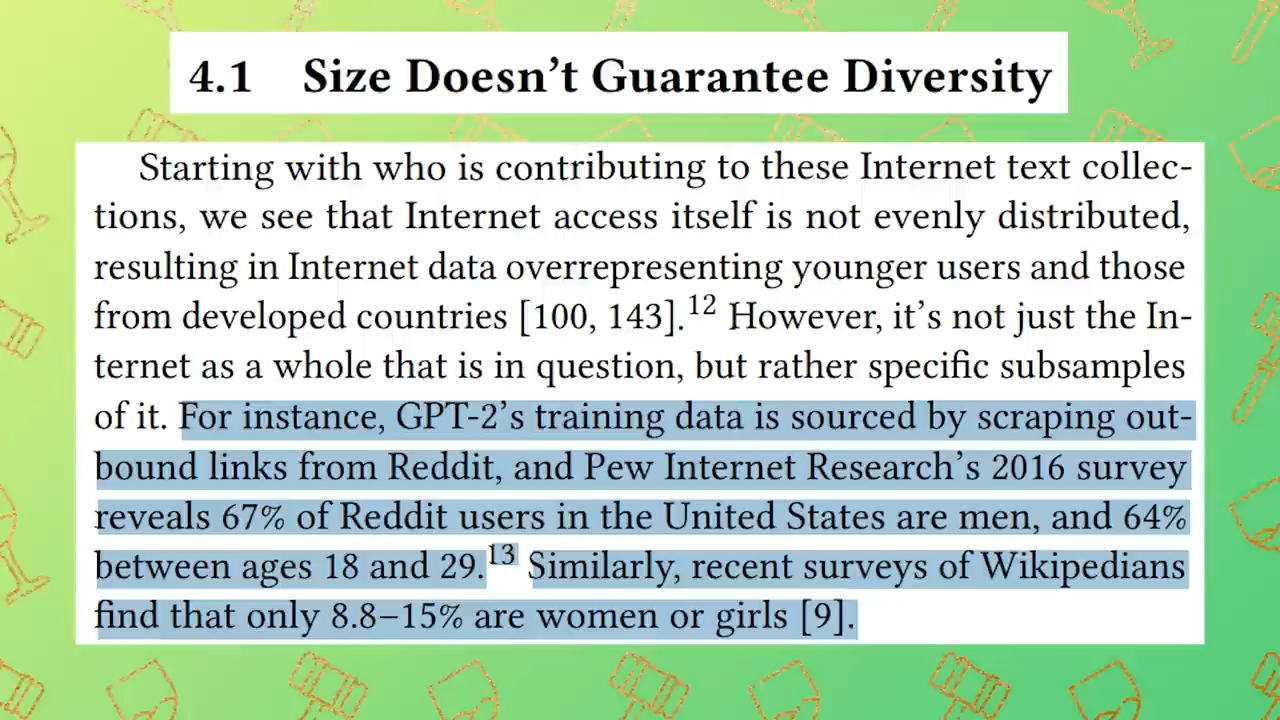 4.1 Size Doesn't Guarantee Diversity
Starting with who is contributing to these Internet text collec-
tions, we see that Internet access itself is not evenly distributed,
resulting in Internet data overrepresenting younger users and those
from developed countries [100, 143].12 However, it's not just the In-
ternet as a whole that is in question, but rather specific subsamples
of it. For instance, GPT-2's training data is sourced by scraping out-
bound links from Reddit, and Pew Internet Research's 2016 survey
reveals 67% of Reddit users in the United States are men, and 64%
between ages 18 and 29.13 Similarly, recent surveys of Wikipedians
find that only 8.8–15% are women or girls [9].